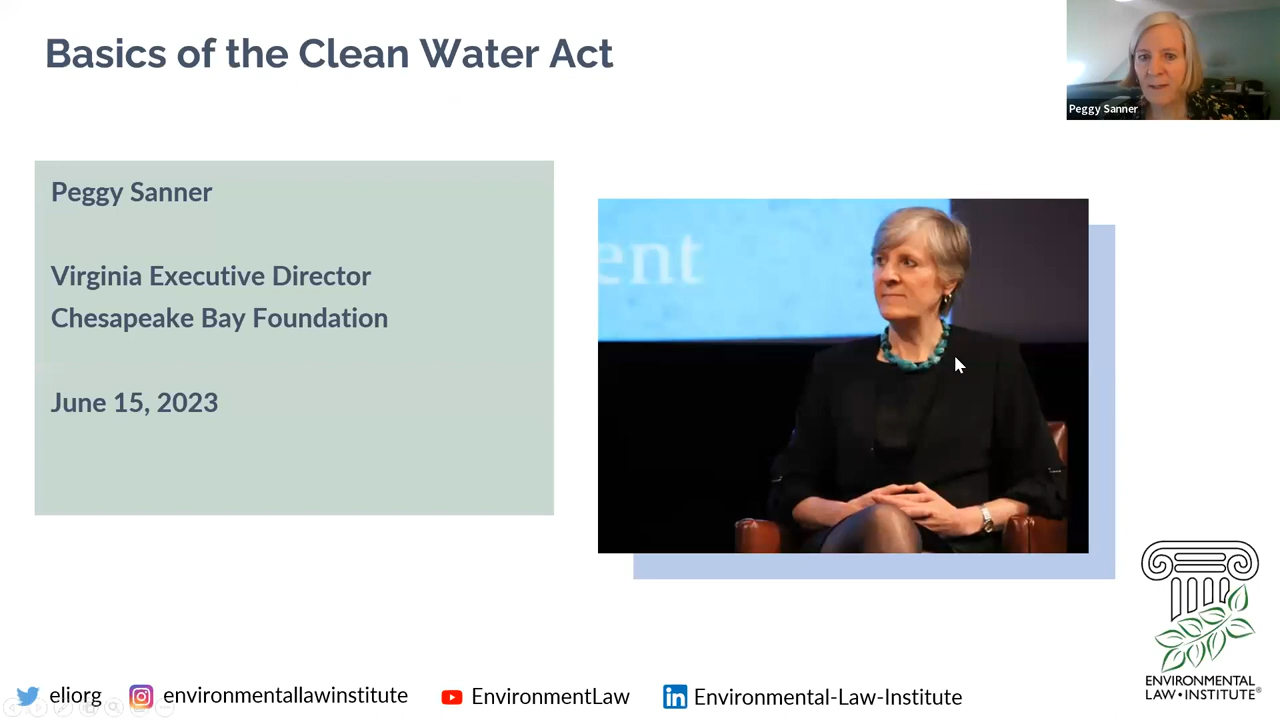 Basics of the Clean Water Act
Peggy Sanner
Peggy Sanner
Virginia Executive Director
Chesapeake Bay Foundation
June 15, 2023
ent
ENVIRONMENTAL
LAW•INSTITUTE®
eliorg
environmentallawinstitute
EnvironmentLaw
in Environmental-Law-Institute